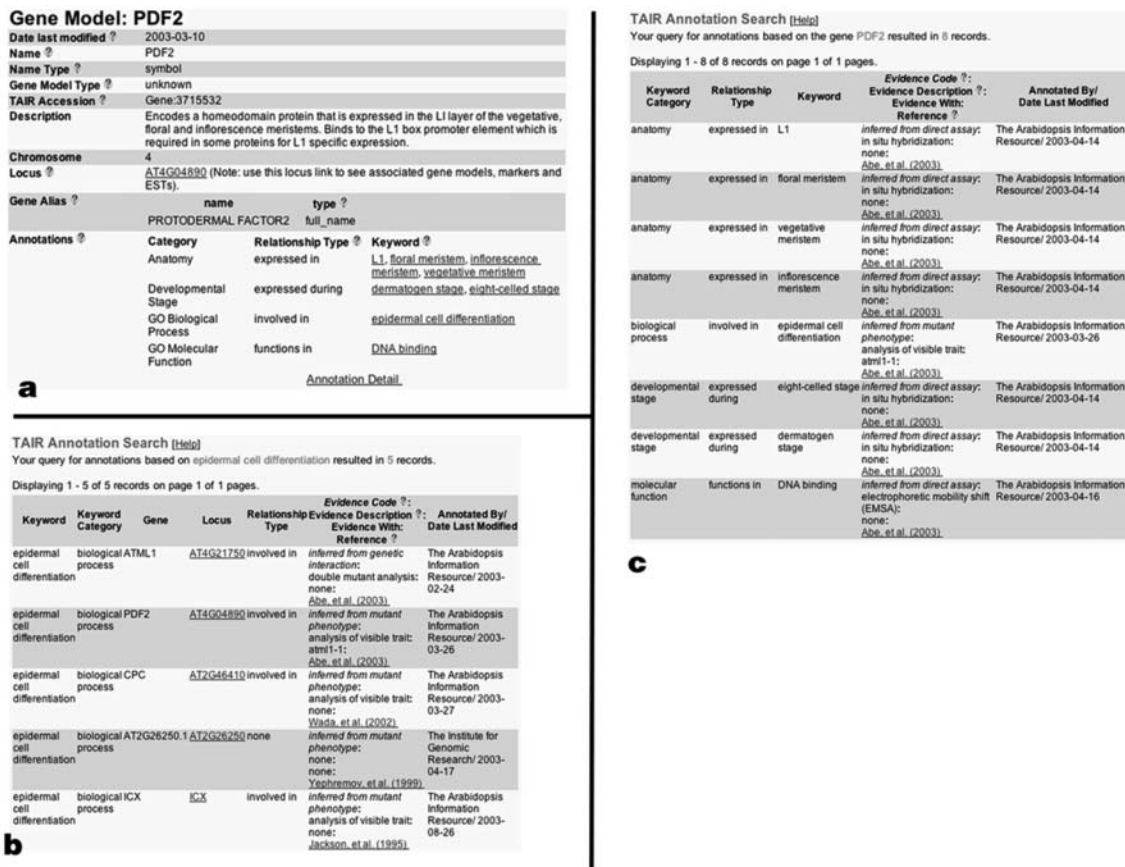 Gene Model: PDF2
Date last modified ? 2003-03-10
Name ? PDF2
Name Type ? symbol
Gene Model Type ? unknown
TAIR Accession ? Gene:3715532
Description Encodes a homeodomain protein that is expressed in the LI layer of the vegetative,
floral and inflorescence meristems. Binds to the L1 box promoter element which is
required in some proteins for L1 specific expression.
Chromosome 4
Locus ? AT4G04890 (Note: use this locus link to see associated gene models, markers and
ESTs).
Gene Alias ? name type ?
PROTODERMAL FACTOR2 full_name
Annotations ? Category Relationship Type ? Keyword ?
Anatomy expressed in L1, floral meristem, inflorescence
meristem, vegetative meristem
Developmental expressed during dermatogen stage, eight-celled stage
Stage
GO Biological involved in epidermal cell differentiation
Process
GO Molecular functions in DNA binding
Function
Annotation Detail
a
TAIR Annotation Search [Help]
Your query for annotations based on epidermal cell differentiation resulted in 5 records.
Displaying 1 - 5 of 5 records on page 1 of 1 pages.
Evidence Code ?:
Keyword Keyword Gene Locus Relationship Evidence Description ?: Annotated By/
Category Type Evidence With: Date Last Modified
Reference ?
epidermal biological ATML1 AT4G21750 involved in inferred from genetic The Arabidopsis
cell process interaction: Information
differentiation double mutant analysis: Resource/ 2003-
none: 02-24
Abe, et al. (2003)
epidermal biological PDF2 AT4G04890 involved in inferred from mutant The Arabidopsis
cell process phenotype: Information
differentiation analysis of visible trait: Resource/ 2003-
atml1-1: 03-26
Abe, et al. (2003)
epidermal biological CPC AT2G46410 involved in inferred from mutant The Arabidopsis
cell process phenotype: Information
differentiation analysis of visible trait: Resource/ 2003-
none: 03-27
Wada, et al. (2002)
epidermal biological AT2G26250.1 AT2G26250 none inferred from mutant The Institute for
cell process phenotype: Genomic
differentiation none: Research/ 2003-
none: 04-17
Yephremov, et al. (1999)
epidermal biological ICX ICX involved in inferred from mutant The Arabidopsis
cell process phenotype: Information
differentiation analysis of visible trait: Resource/ 2003-
none: 08-26
Jackson, et al. (1995)
b
TAIR Annotation Search [Help]
Your query for annotations based on the gene PDF2 resulted in 8 records.
Displaying 1 - 8 of 8 records on page 1 of 1 pages.
Evidence Code ?:
Keyword Relationship Keyword Evidence Description ?: Annotated By/
Category Type Evidence With: Date Last Modified
Reference ?
anatomy expressed in L1 inferred from direct assay: The Arabidopsis Information
in situ hybridization: Resource/ 2003-04-14
none:
Abe, et al. (2003)
anatomy expressed in floral meristem inferred from direct assay: The Arabidopsis Information
in situ hybridization: Resource/ 2003-04-14
none:
Abe, et al. (2003)
anatomy expressed in vegetative inferred from direct assay: The Arabidopsis Information
meristem in situ hybridization: Resource/ 2003-04-14
none:
Abe, et al. (2003)
anatomy expressed in inflorescence inferred from direct assay: The Arabidopsis Information
meristem in situ hybridization: Resource/ 2003-04-14
none:
Abe, et al. (2003)
biological involved in epidermal cell inferred from mutant The Arabidopsis Information
process differentiation phenotype: Resource/ 2003-03-26
analysis of visible trait:
atml1-1:
Abe, et al. (2003)
developmental expressed eight-celled stage inferred from direct assay: The Arabidopsis Information
stage during in situ hybridization: Resource/ 2003-04-14
none:
Abe, et al. (2003)
developmental expressed dermatogen inferred from direct assay: The Arabidopsis Information
stage during stage in situ hybridization: Resource/ 2003-04-14
none:
Abe, et al. (2003)
molecular functions in DNA binding inferred from direct assay: The Arabidopsis Information
function electrophoretic mobility shift Resource/ 2003-04-16
(EMSA):
none:
Abe, et al. (2003)
c